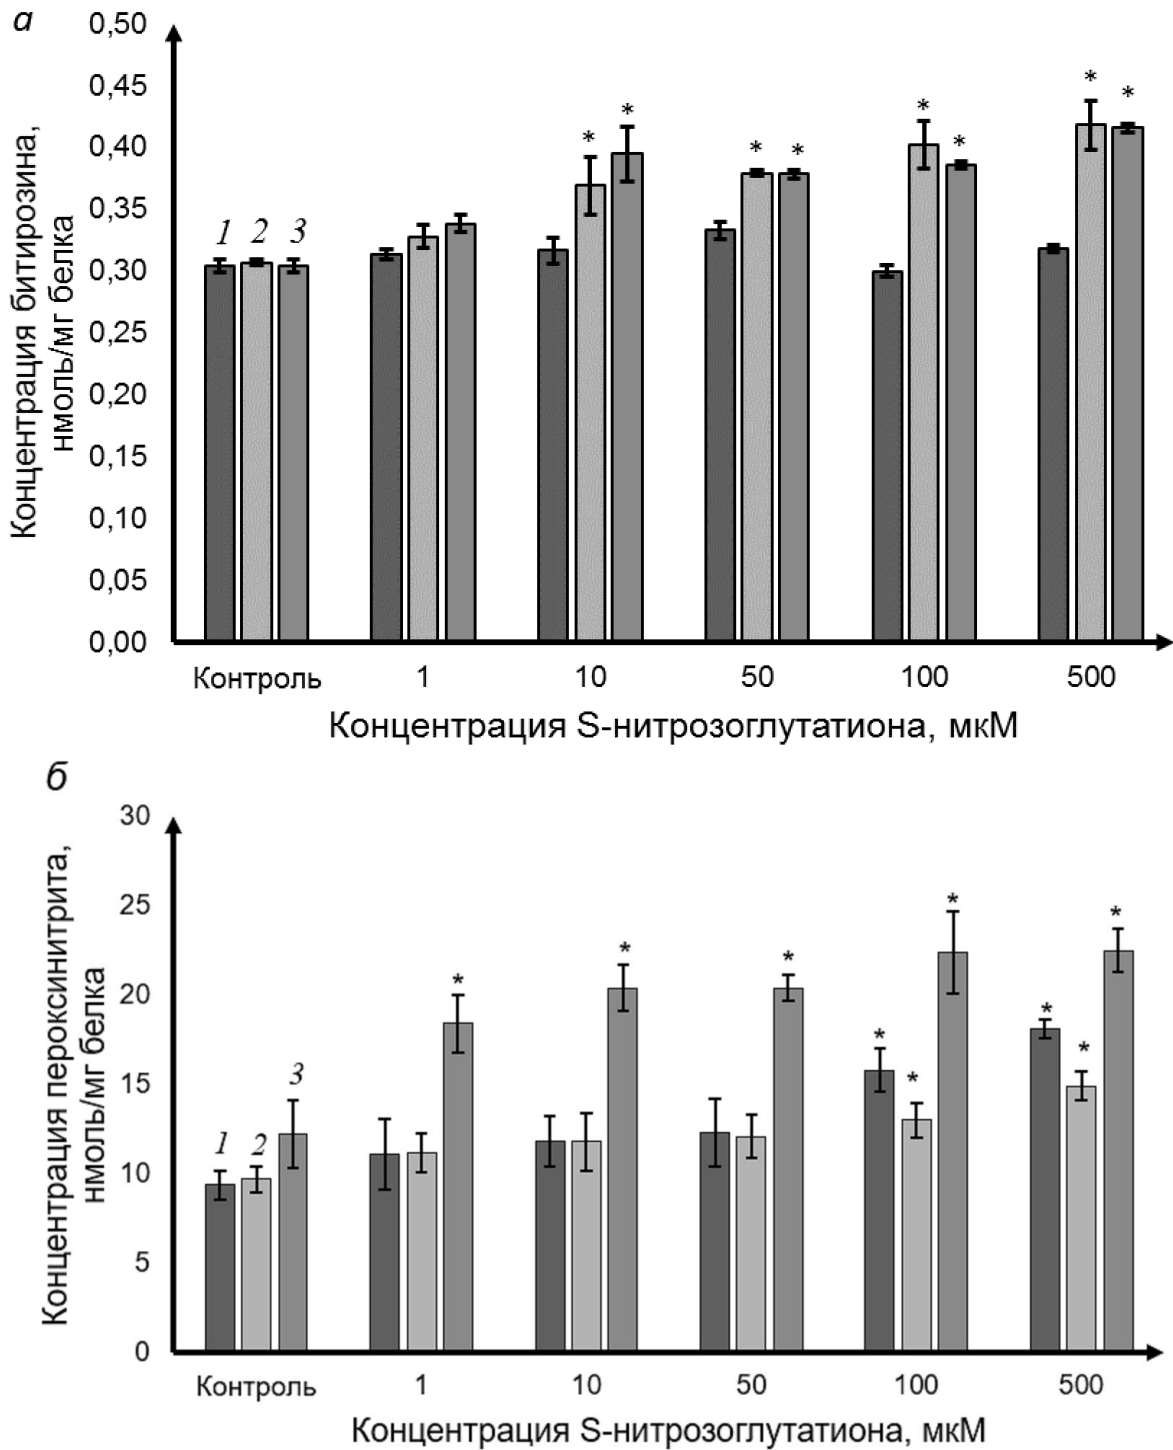 а
Концентрация битирозина,
нмоль/мг белка
0,50
0,45
0,40
0,35
0,30
0,25
0,20
0,15
0,10
0,05
0,00
1 2 3
* * * * * * * *
Контроль 1 10 50 100 500
Концентрация S-нитрозоглутатиона, мкМ
б
Концентрация пероксинитрита,
нмоль/мг белка
30
25
20
15
10
5
0
1 2 3
* * * * * * * * *
Контроль 1 10 50 100 500
Концентрация S-нитрозоглутатиона, мкМ